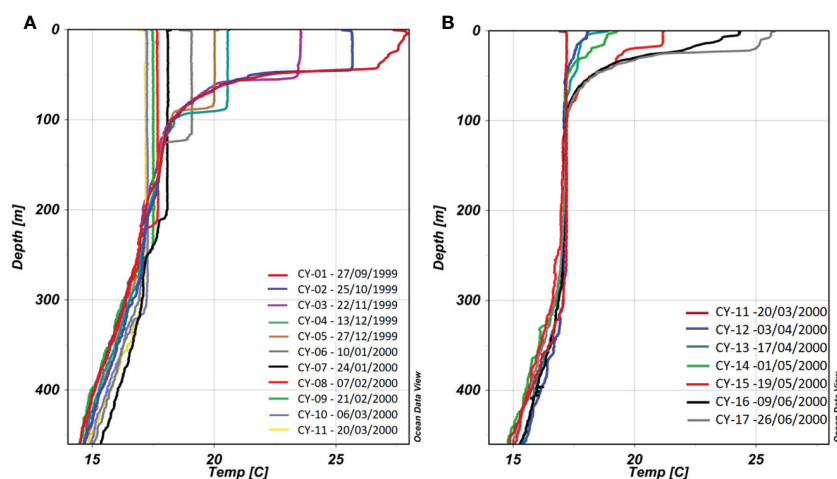 A
B
0
100
200
300
400
Depth [m]
15
20
25
Temp [C]
CY-01 - 27/09/1999
CY-02 - 25/10/1999
CY-03 - 22/11/1999
CY-04 - 13/12/1999
CY-05 - 27/12/1999
CY-06 - 10/01/2000
CY-07 - 24/01/2000
CY-08 - 07/02/2000
CY-09 - 21/02/2000
CY-10 - 06/03/2000
CY-11 - 20/03/2000
Ocean Data View
0
100
200
300
400
Depth [m]
15
20
25
Temp [C]
CY-11 -20/03/2000
CY-12 -03/04/2000
CY-13 -17/04/2000
CY-14 -01/05/2000
CY-15 -19/05/2000
CY-16 -09/06/2000
CY-17 -26/06/2000
Ocean Data View